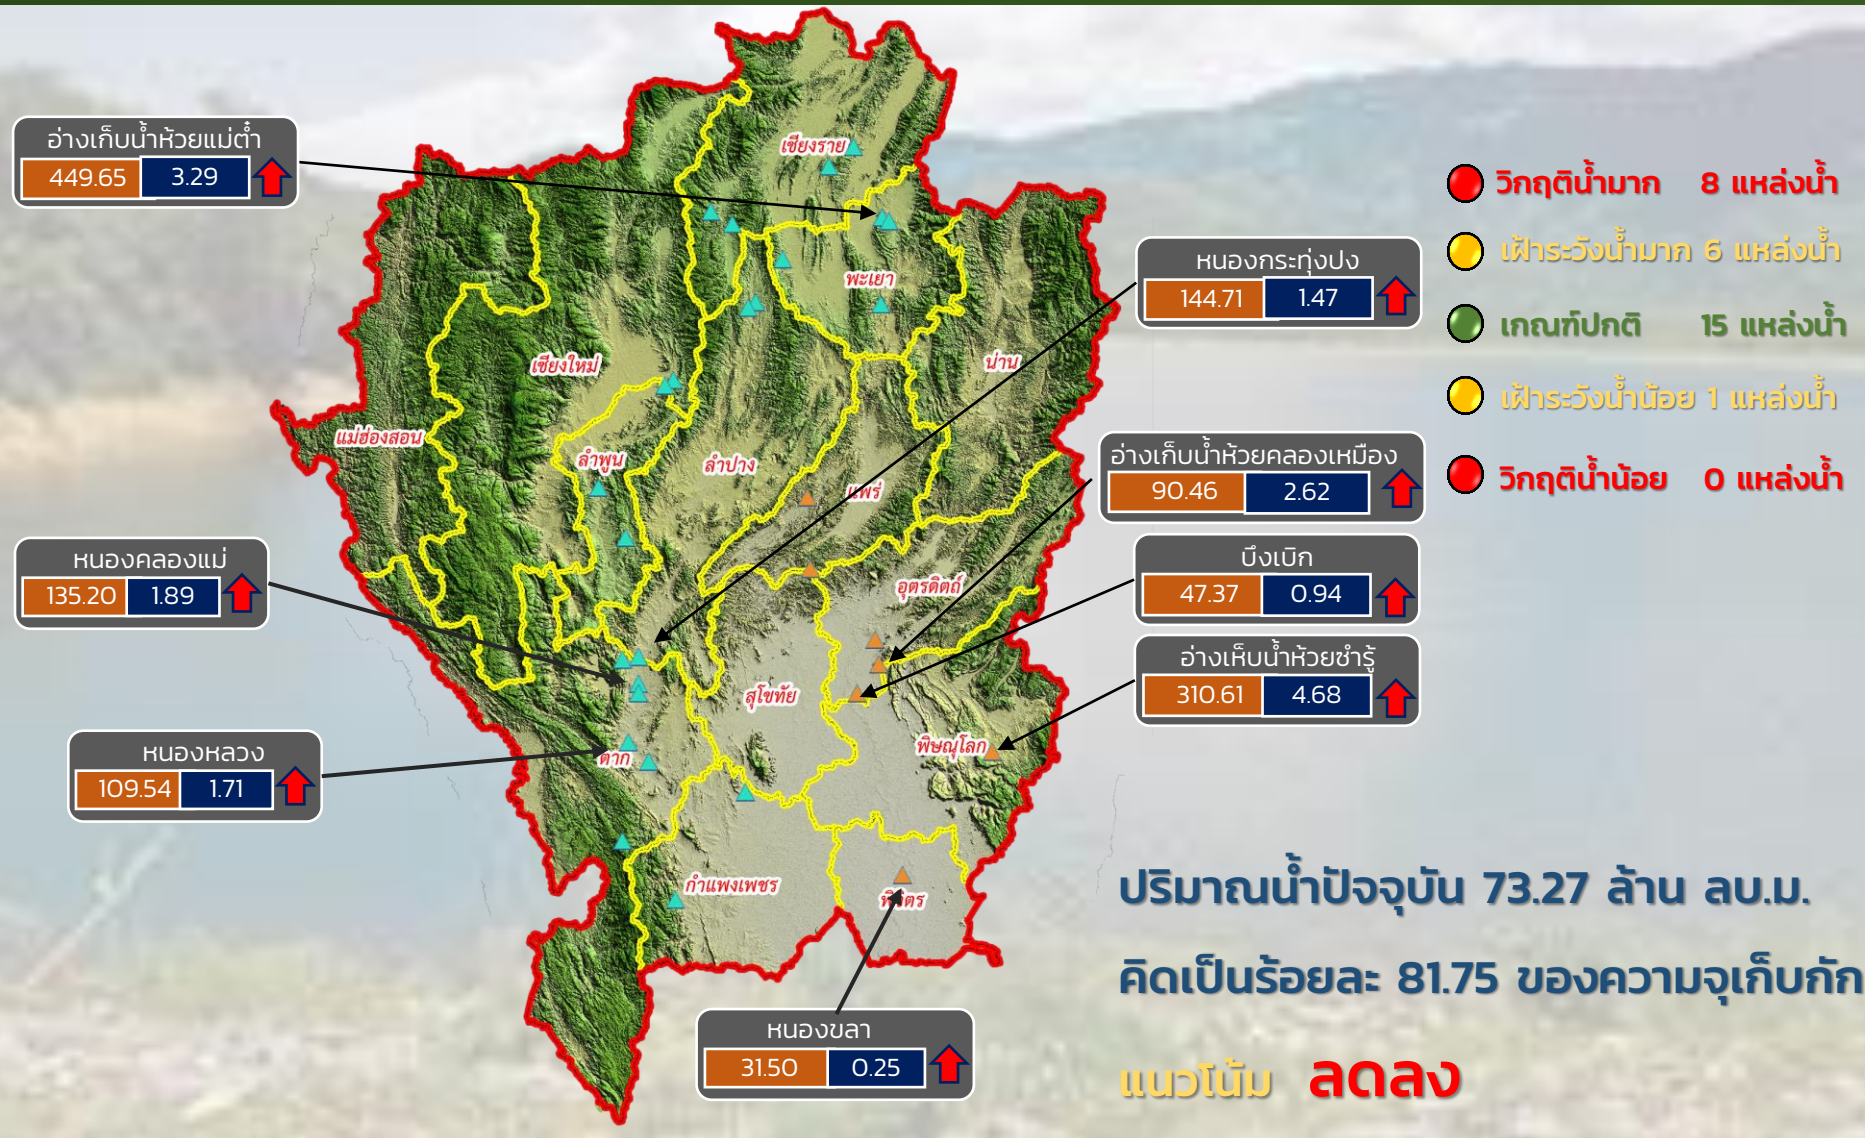 อ่างเก็บน้ำห้วยแม่ต๋ำ
449.65 3.29
หนองคลองแม่
135.20 1.89
หนองหลวง
109.54 1.71
หนองขลา
31.50 0.25
หนองกระทุ่งปง
144.71 1.47
อ่างเก็บน้ำห้วยคลองเหมือง
90.46 2.62
บึงเบิก
47.37 0.94
อ่างเห็บน้ำห้วยซำรู้
310.61 4.68
เชียงราย
พะเยา
น่าน
เชียงใหม่
แม่ฮ่องสอน
ลำพูน
ลำปาง
แพร่
อุตรดิตถ์
สุโขทัย
พิษณุโลก
ตาก
กำแพงเพชร
พิจิตร
วิกฤติน้ำมาก 8 แหล่งน้ำ
เฝ้าระวังน้ำมาก 6 แหล่งน้ำ
เกณฑ์ปกติ 15 แหล่งน้ำ
เฝ้าระวังน้ำน้อย 1 แหล่งน้ำ
วิกฤติน้ำน้อย 0 แหล่งน้ำ
ปริมาณน้ำปัจจุบัน 73.27 ล้าน ลบ.ม.
คิดเป็นร้อยละ 81.75 ของความจุเก็บกัก
แนวโน้ม ลดลง